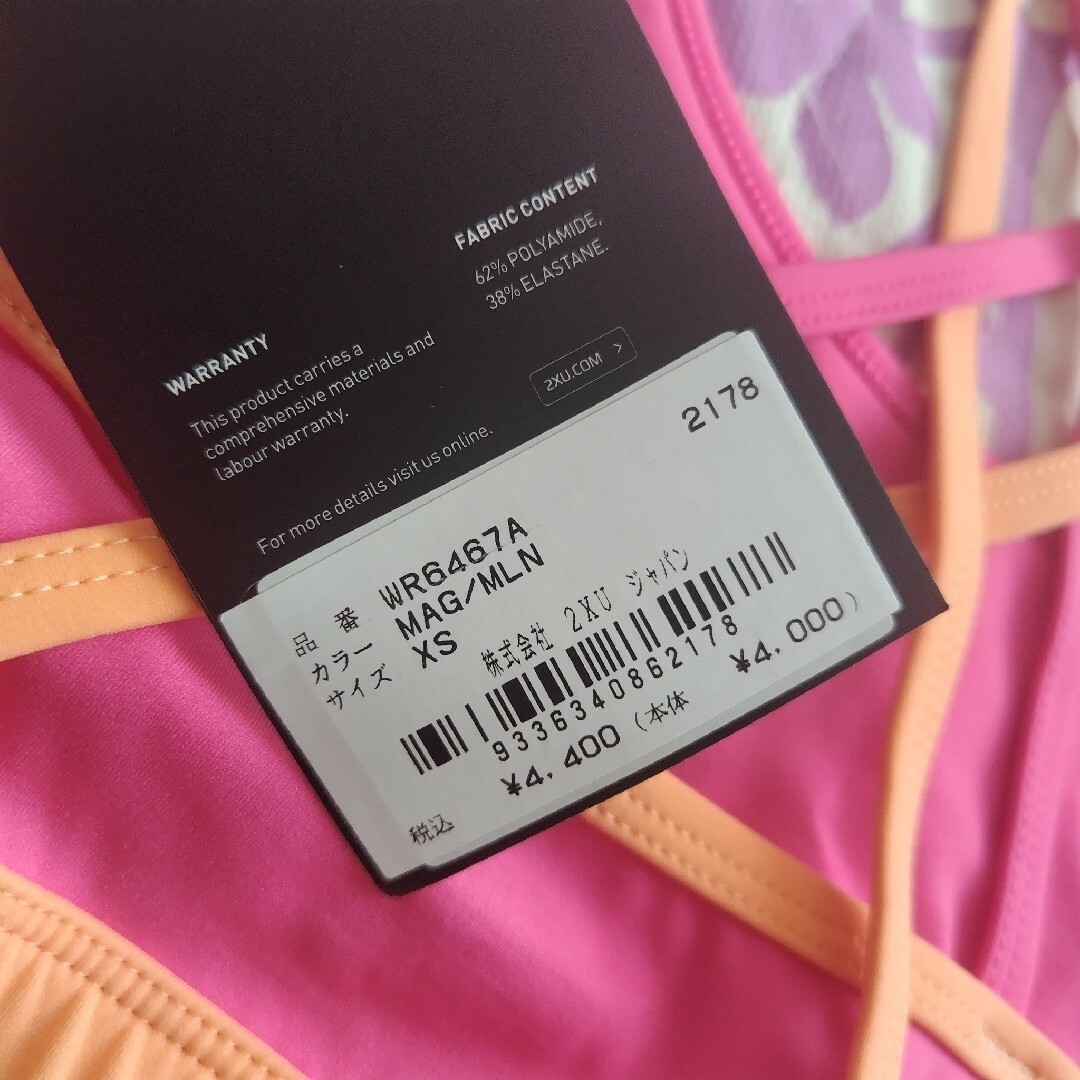 FABRIC CONTENT
62% POLYAMIDE,
38% ELASTANE.
WARRANTY
This product carries a
comprehensive materials and
labour warranty.
For more details visit us online.
2XU.COM >
2178
品番 WR6467A
カラー MAG/MLN
サイズ XS
株式会社 2XU ジャパン
9336340862178
税込 ¥4,400(本体 ¥4,000)